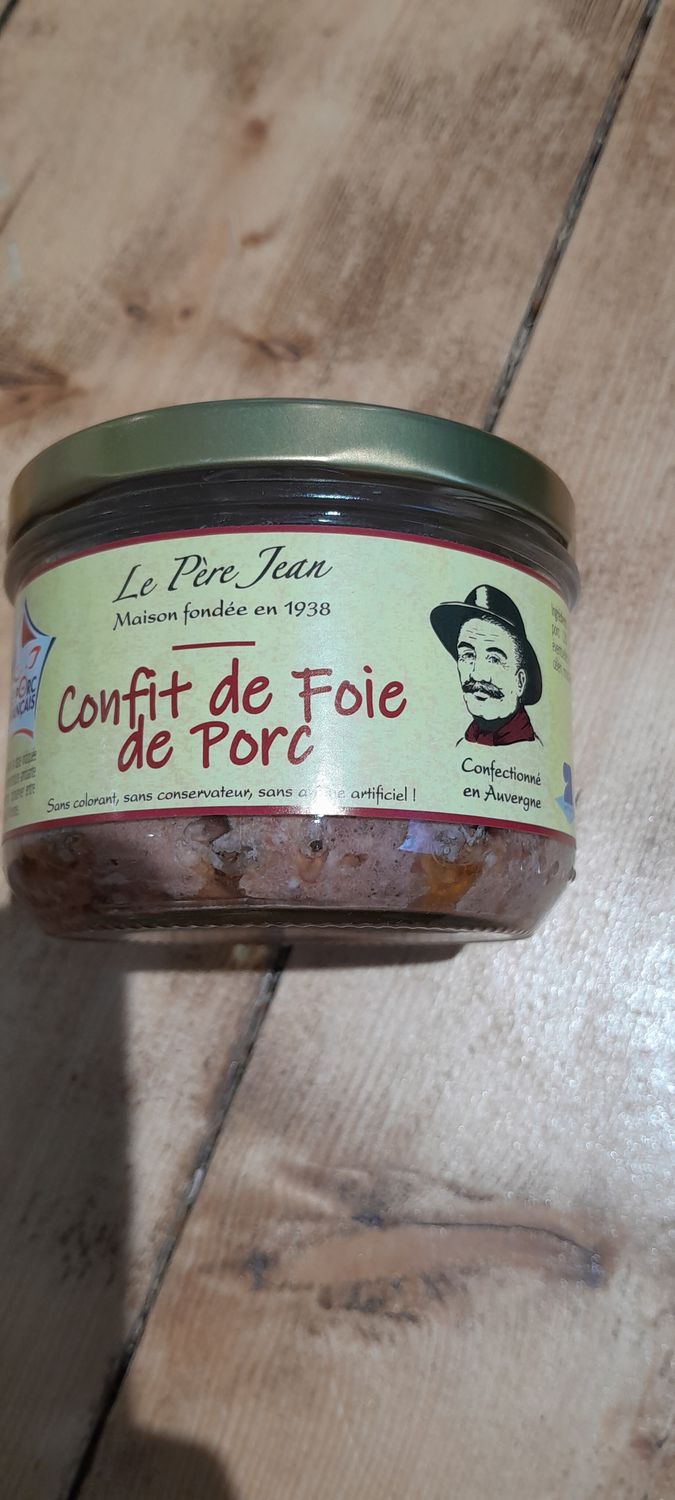 Le Père Jean
Maison fondée en 1938
Confit de Foie
de Porc
Sans colorant, sans conservateur, sans artificiel !
Confectionné
en Auvergne
PORC